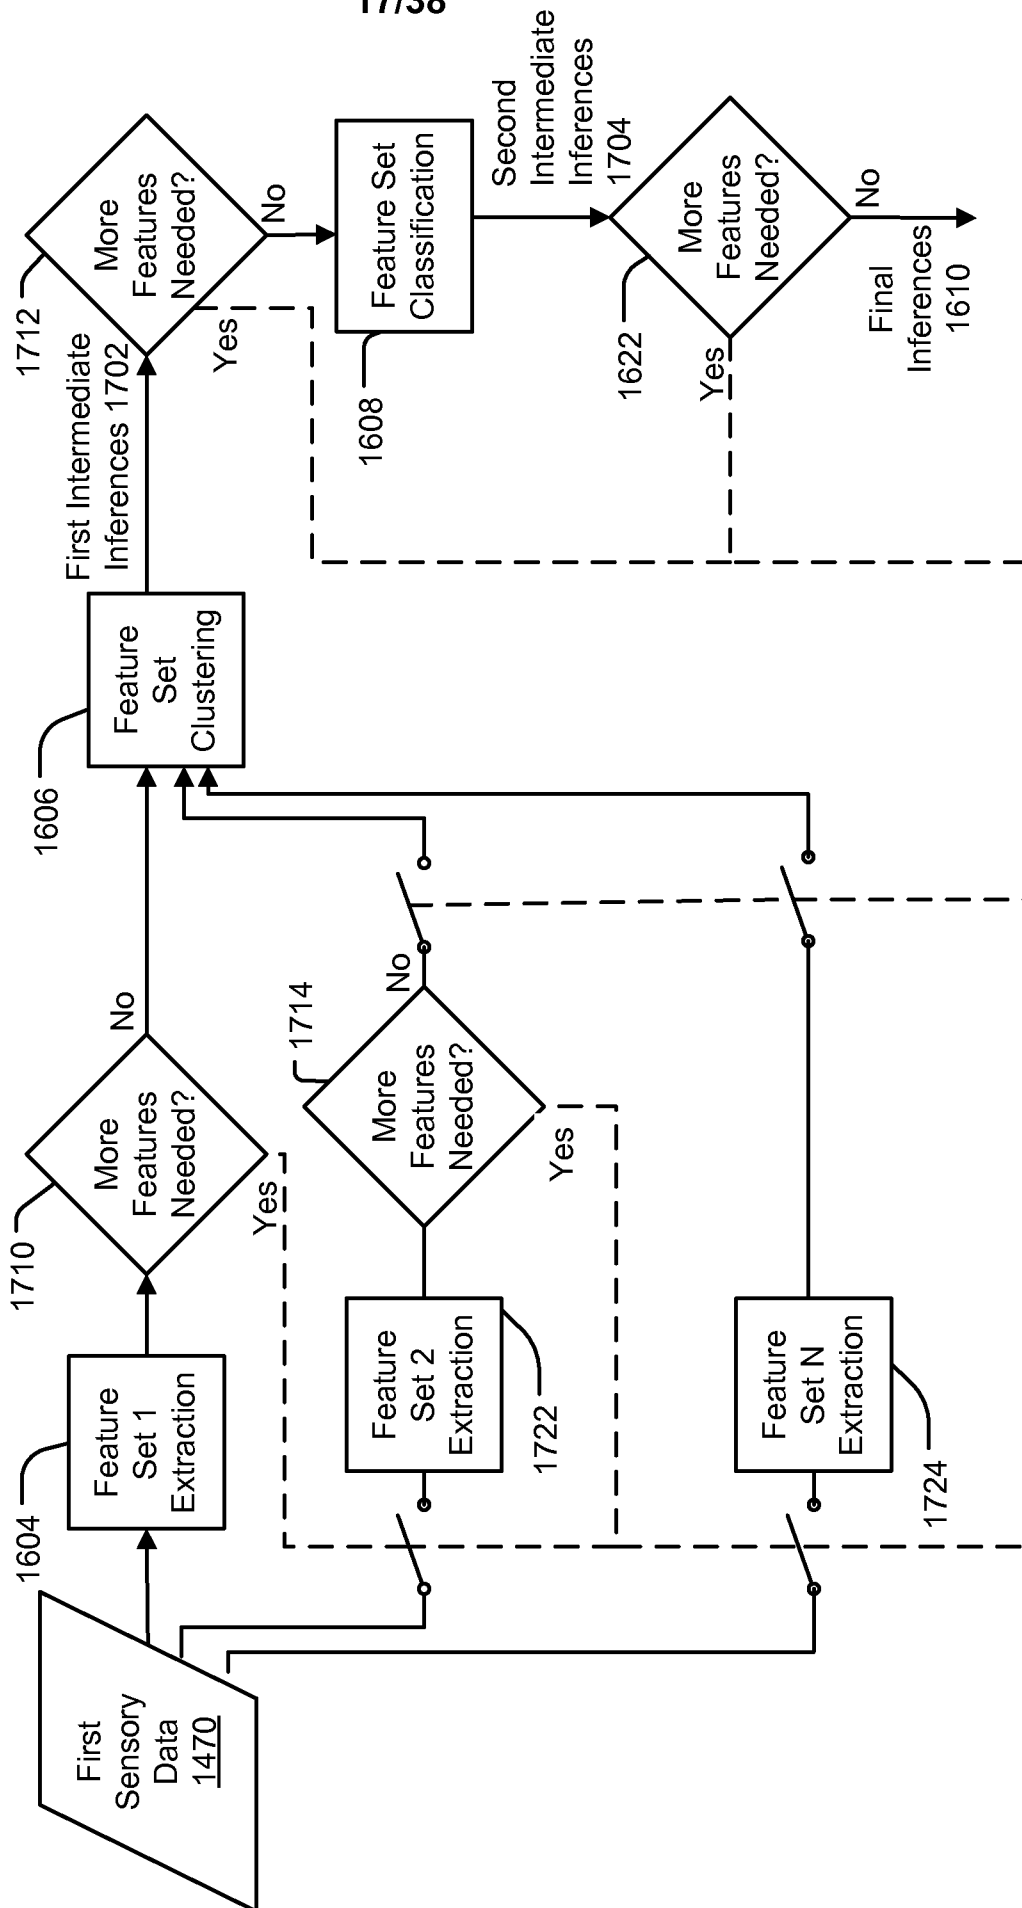 17/38
First
Sensory
Data
1470
1604
Feature
Set 1
Extraction
1710
More
Features
Needed?
No
Yes
1606
Feature
Set
Clustering
First Intermediate
Inferences 1702
1712
More
Features
Needed?
Yes
No
1608
Feature Set
Classification
Second
Intermediate
Inferences
1704
1622
More
Features
Needed?
Yes
No
Final
Inferences
1610
Feature
Set 2
Extraction
1722
1714
More
Features
Needed?
No
Yes
Feature
Set N
Extraction
1724